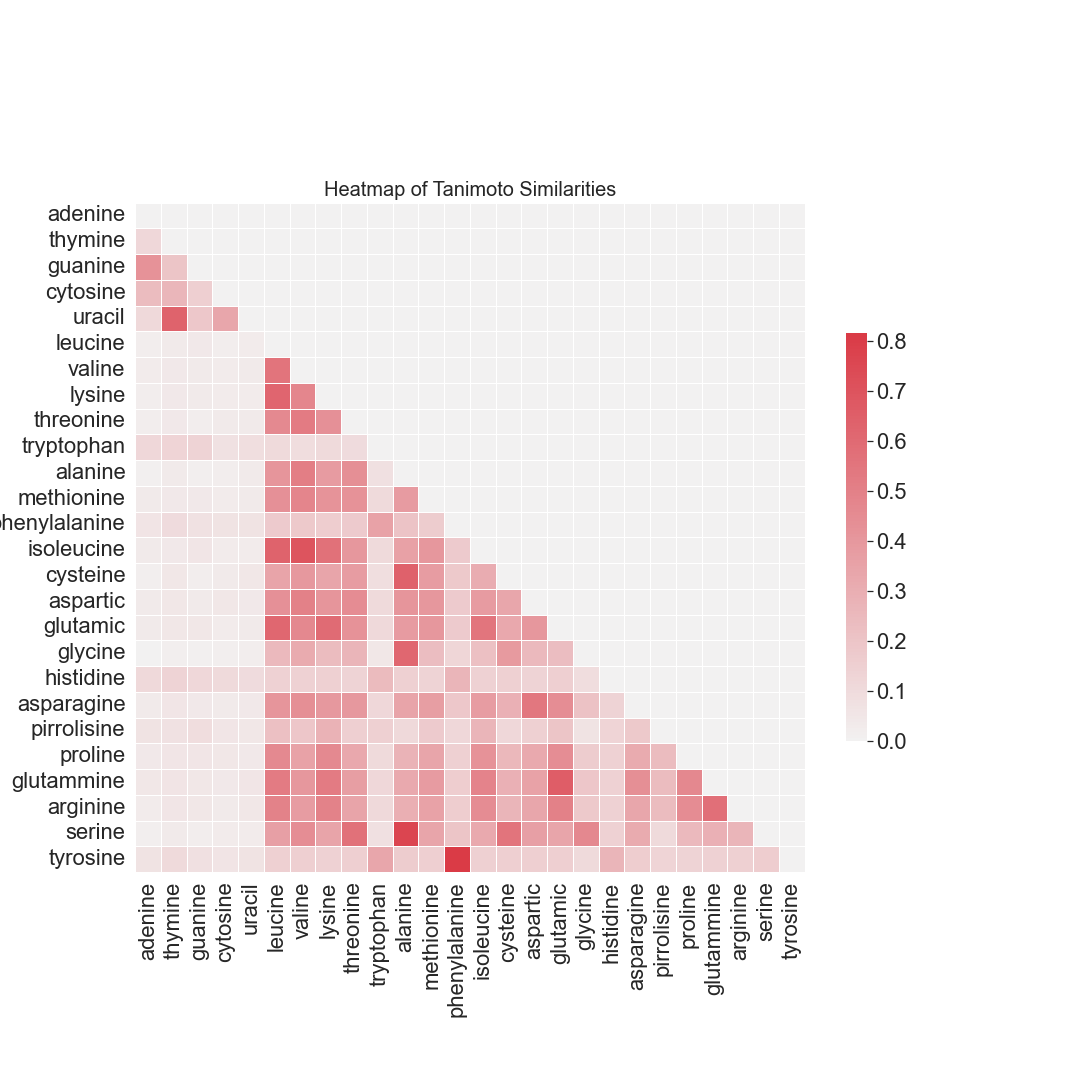 Heatmap of Tanimoto Similarities
adenine
thymine
guanine
cytosine
uracil
leucine
valine
lysine
threonine
tryptophan
alanine
methionine
phenylalanine
isoleucine
cysteine
aspartic
glutamic
glycine
histidine
asparagine
pirrolisine
proline
glutammine
arginine
serine
tyrosine
adenine
thymine
guanine
cytosine
uracil
leucine
valine
lysine
threonine
tryptophan
alanine
methionine
phenylalanine
isoleucine
cysteine
aspartic
glutamic
glycine
histidine
asparagine
pirrolisine
proline
glutammine
arginine
serine
tyrosine
0.8
0.7
0.6
0.5
0.4
0.3
0.2
0.1
0.0